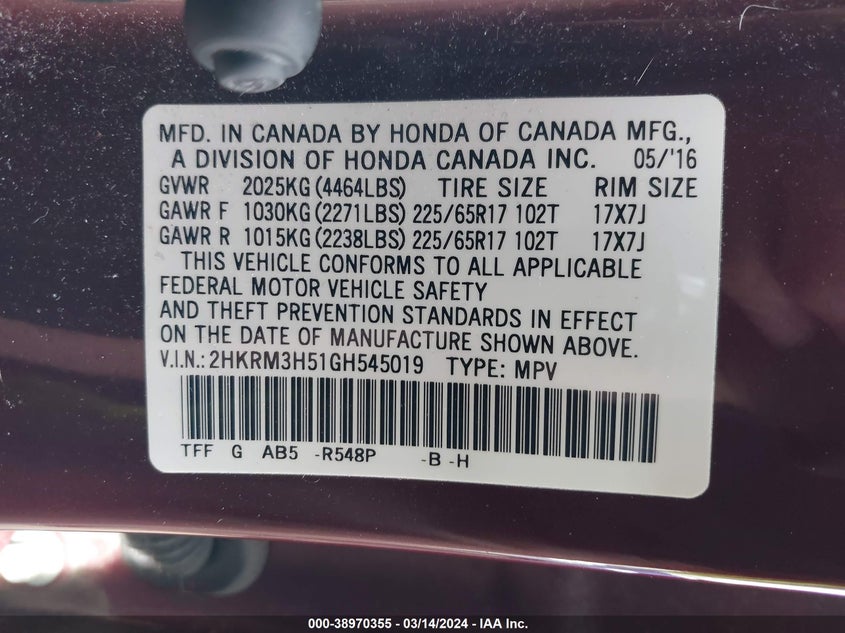 MFD. IN CANADA BY HONDA OF CANADA MFG.,
A DIVISION OF HONDA CANADA INC. 05/'16
GVWR 2025KG (4464LBS) TIRE SIZE RIM SIZE
GAWR F 1030KG (2271LBS) 225/65R17 102T 17X7J
GAWR R 1015KG (2238LBS) 225/65R17 102T 17X7J
THIS VEHICLE CONFORMS TO ALL APPLICABLE
FEDERAL MOTOR VEHICLE SAFETY
AND THEFT PREVENTION STANDARDS IN EFFECT
ON THE DATE OF MANUFACTURE SHOWN ABOVE.
V.I.N.: 2HKRM3H51GH545019 TYPE: MPV
TFF G AB5 -R548P -B -H
000-38970355 - 03/14/2024 - IAA Inc.